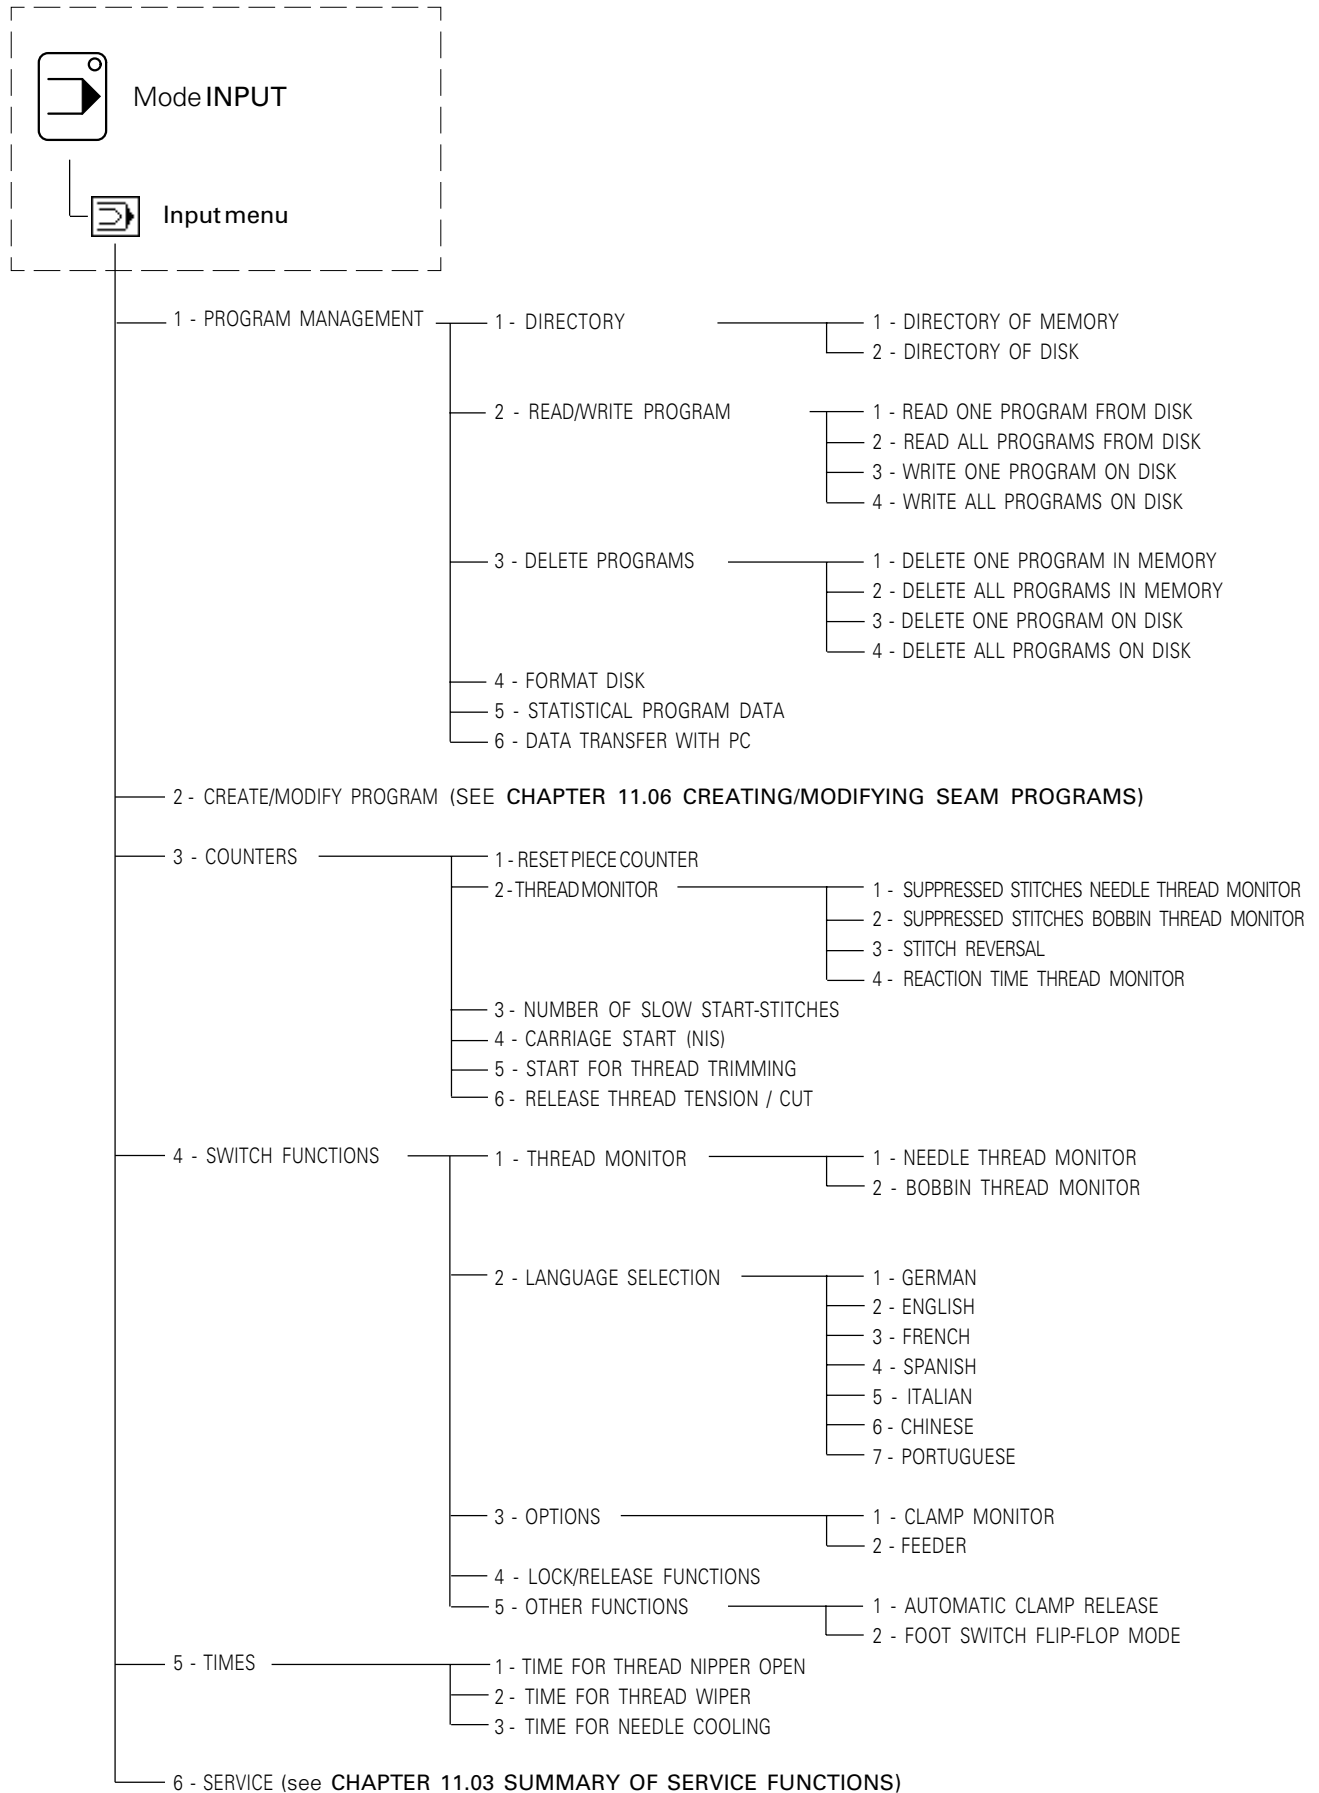 Mode INPUT
Input menu
1 - PROGRAM MANAGEMENT
1 - DIRECTORY
1 - DIRECTORY OF MEMORY
2 - DIRECTORY OF DISK
2 - READ/WRITE PROGRAM
1 - READ ONE PROGRAM FROM DISK
2 - READ ALL PROGRAMS FROM DISK
3 - WRITE ONE PROGRAM ON DISK
4 - WRITE ALL PROGRAMS ON DISK
3 - DELETE PROGRAMS
1 - DELETE ONE PROGRAM IN MEMORY
2 - DELETE ALL PROGRAMS IN MEMORY
3 - DELETE ONE PROGRAM ON DISK
4 - DELETE ALL PROGRAMS ON DISK
4 - FORMAT DISK
5 - STATISTICAL PROGRAM DATA
6 - DATA TRANSFER WITH PC
2 - CREATE/MODIFY PROGRAM (SEE CHAPTER 11.06 CREATING/MODIFYING SEAM PROGRAMS)
3 - COUNTERS
1 - RESET PIECE COUNTER
2 - THREAD MONITOR
1 - SUPPRESSED STITCHES NEEDLE THREAD MONITOR
2 - SUPPRESSED STITCHES BOBBIN THREAD MONITOR
3 - STITCH REVERSAL
4 - REACTION TIME THREAD MONITOR
3 - NUMBER OF SLOW START-STITCHES
4 - CARRIAGE START (NIS)
5 - START FOR THREAD TRIMMING
6 - RELEASE THREAD TENSION / CUT
4 - SWITCH FUNCTIONS
1 - THREAD MONITOR
1 - NEEDLE THREAD MONITOR
2 - BOBBIN THREAD MONITOR
2 - LANGUAGE SELECTION
1 - GERMAN
2 - ENGLISH
3 - FRENCH
4 - SPANISH
5 - ITALIAN
6 - CHINESE
7 - PORTUGUESE
3 - OPTIONS
1 - CLAMP MONITOR
2 - FEEDER
4 - LOCK/RELEASE FUNCTIONS
5 - OTHER FUNCTIONS
1 - AUTOMATIC CLAMP RELEASE
2 - FOOT SWITCH FLIP-FLOP MODE
5 - TIMES
1 - TIME FOR THREAD NIPPER OPEN
2 - TIME FOR THREAD WIPER
3 - TIME FOR NEEDLE COOLING
6 - SERVICE (see CHAPTER 11.03 SUMMARY OF SERVICE FUNCTIONS)